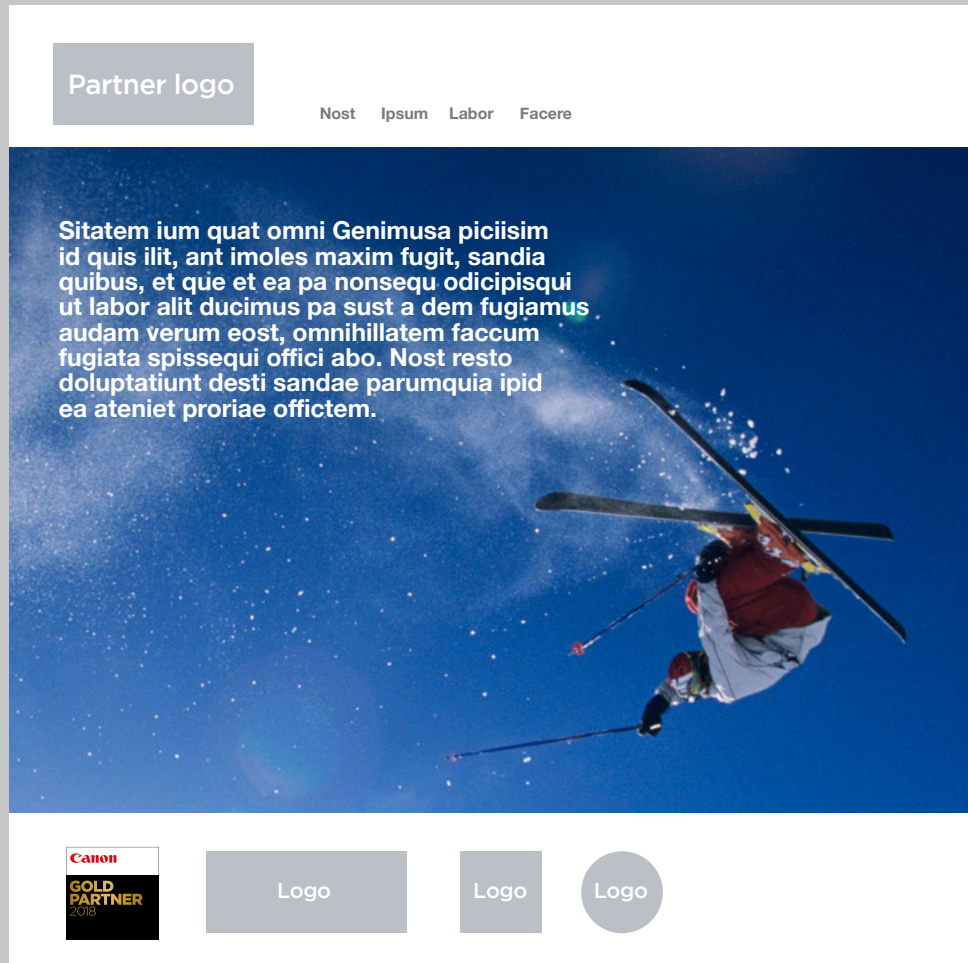 Partner logo
Nost Ipsum Labor Facere
Sitatem ium quat omni Genimusa piciisim
id quis ilit, ant imoles maxim fugit, sandia
quibus, et que et ea pa nonsequ odicipisqui
ut labor alit ducimus pa sust a dem fugiamus
audam verum eost, omnihillatem faccum
fugiata spissequi offici abo. Nost resto
doluptatiunt desti sandae parumquia ipid
ea ateniet proriae offictem.
Canon
GOLD
PARTNER
2018
Logo
Logo
Logo